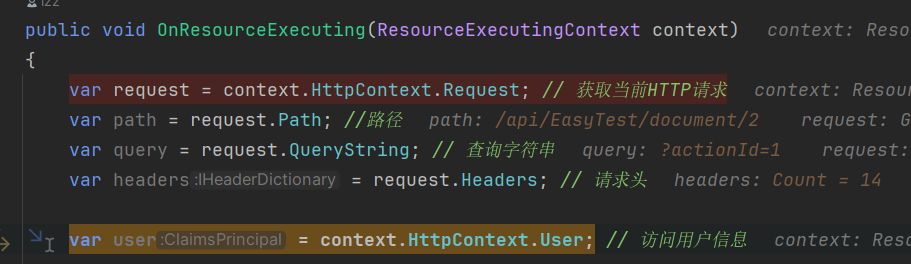 122
public void OnResourceExecuting(ResourceExecutingContext context)   context: Reso
{
var request = context.HttpContext.Request; // 获取当前HTTP请求   context: Resour
var path = request.Path; //路径   path: /api/EasyTest/document/2   request: G
var query = request.QueryString; // 查询字符串   query: ?actionId=1   request:
var headers :IHeaderDictionary = request.Headers; // 请求头   headers: Count = 14
var user :ClaimsPrincipal = context.HttpContext.User; // 访问用户信息   context: Reso